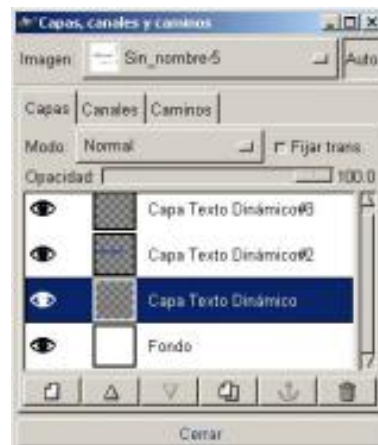 Capas, canales y caminos
Imagen: Sin_nombre-5 Auto
Capas Canales Caminos
Modo: Normal Fijar trans.
Opacidad: 100.0
Capa Texto Dinámico#3
Capa Texto Dinámico#2
Capa Texto Dinámico
Fondo
Cerrar